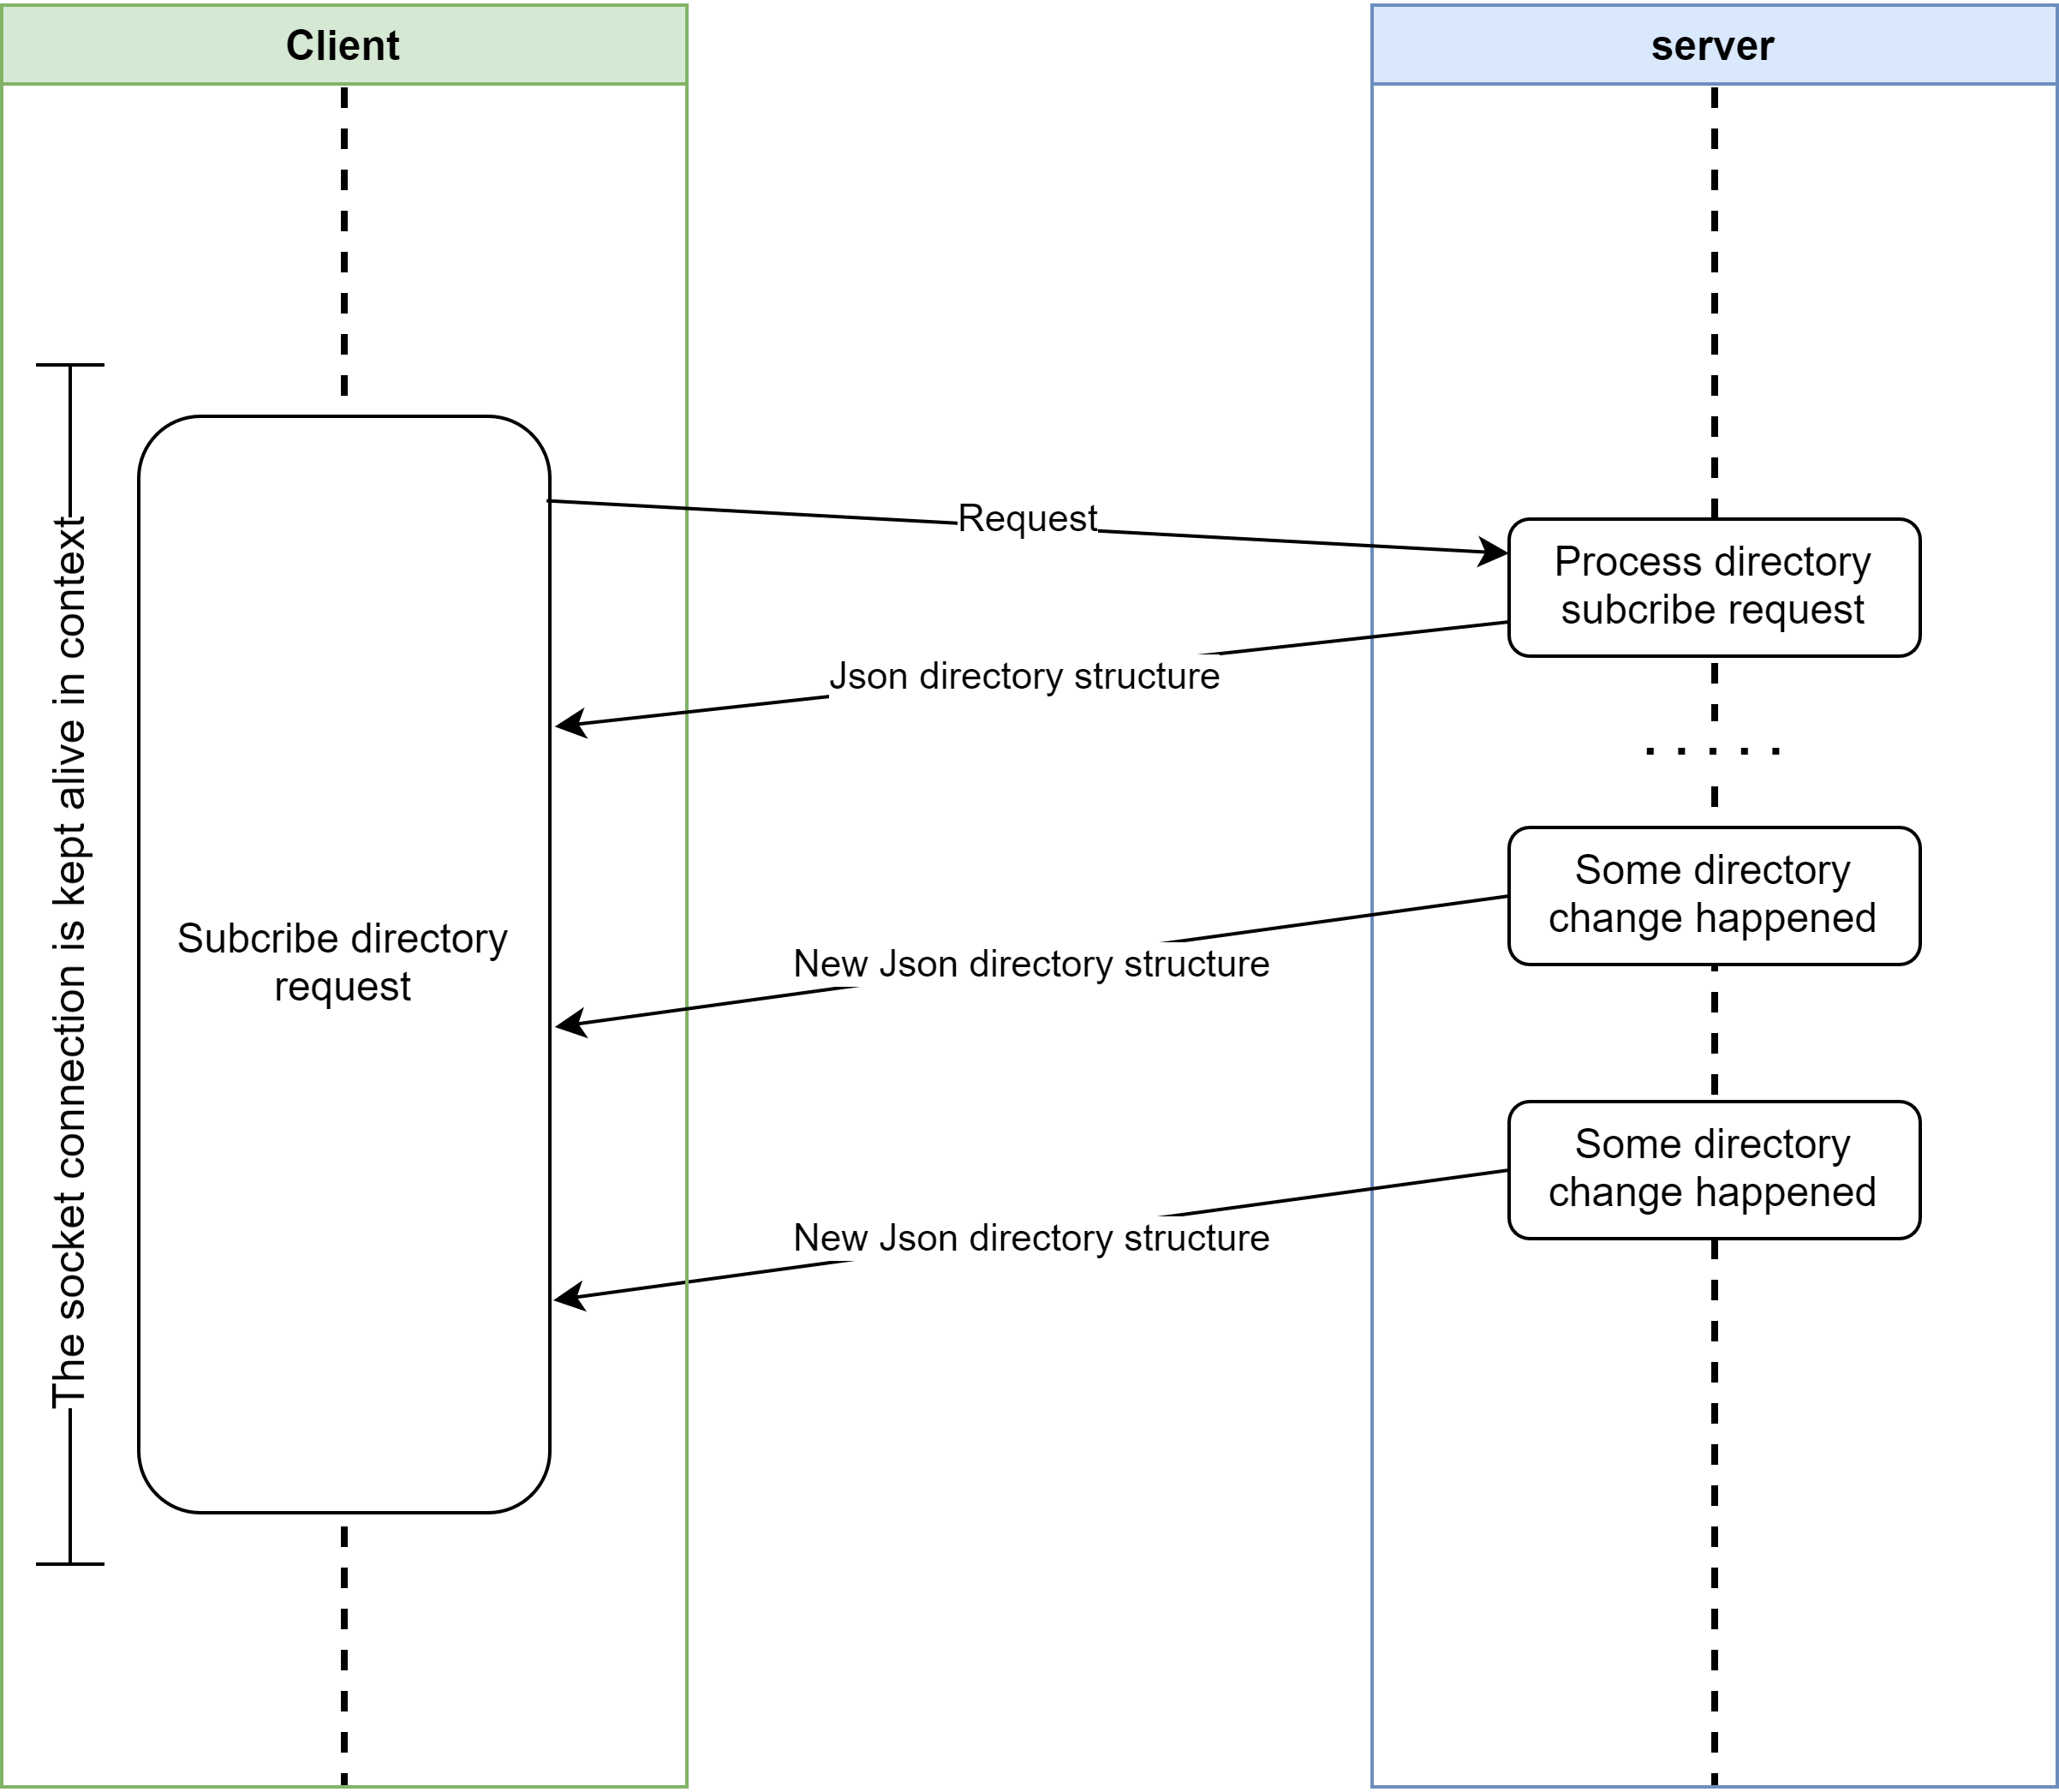 Client
server
The socket connection is kept alive in context
Subcribe directory
request
Request
Process directory
subcribe request
Json directory structure
. . . . .
Some directory
change happened
New Json directory structure
Some directory
change happened
New Json directory structure